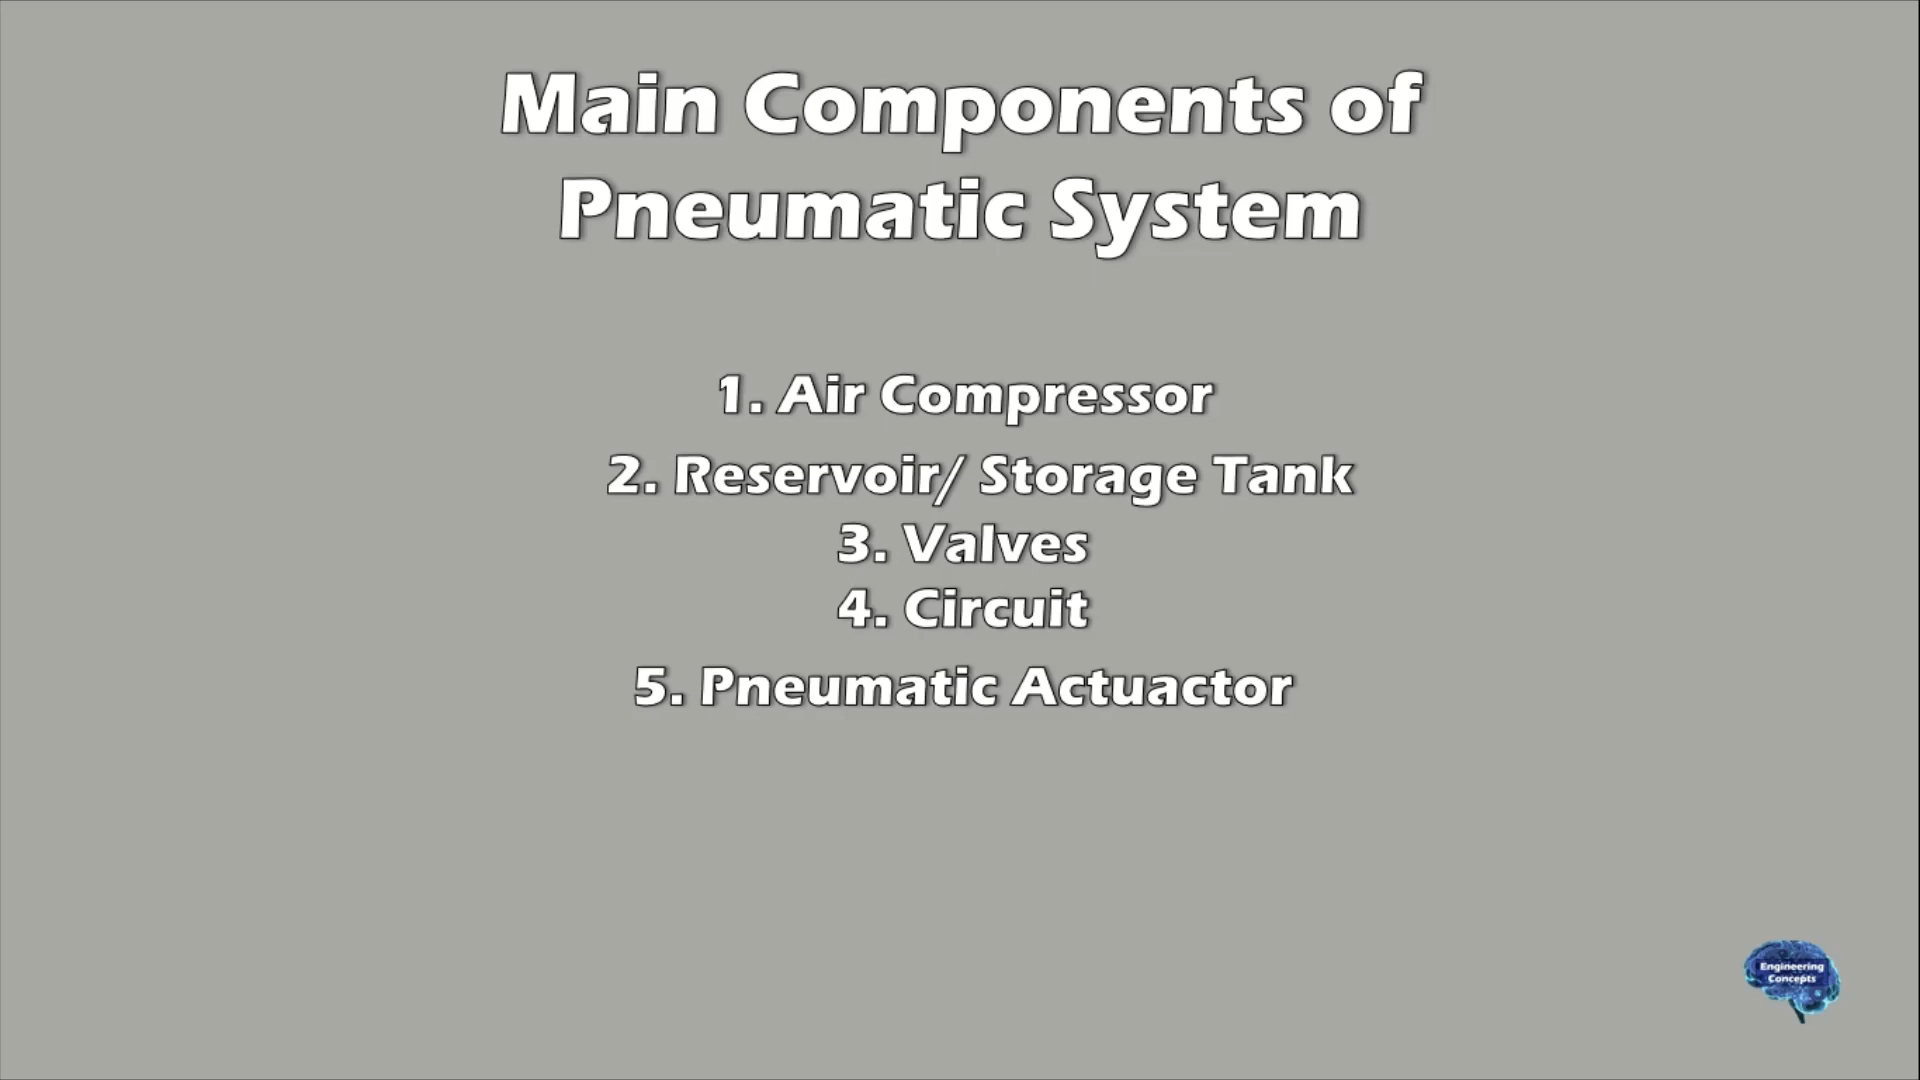 Main Components of
Pneumatic System
1. Air Compressor
2. Reservoir/ Storage Tank
3. Valves
4. Circuit
5. Pneumatic Actuactor
Engineering
Concepts